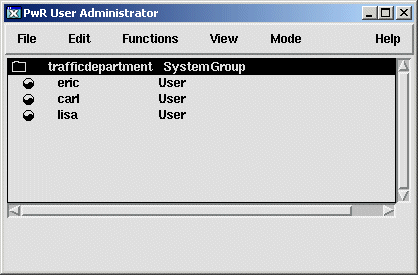 PwR User Administrator
File Edit Functions View Mode Help
trafficdepartment SystemGroup
eric User
carl User
lisa User